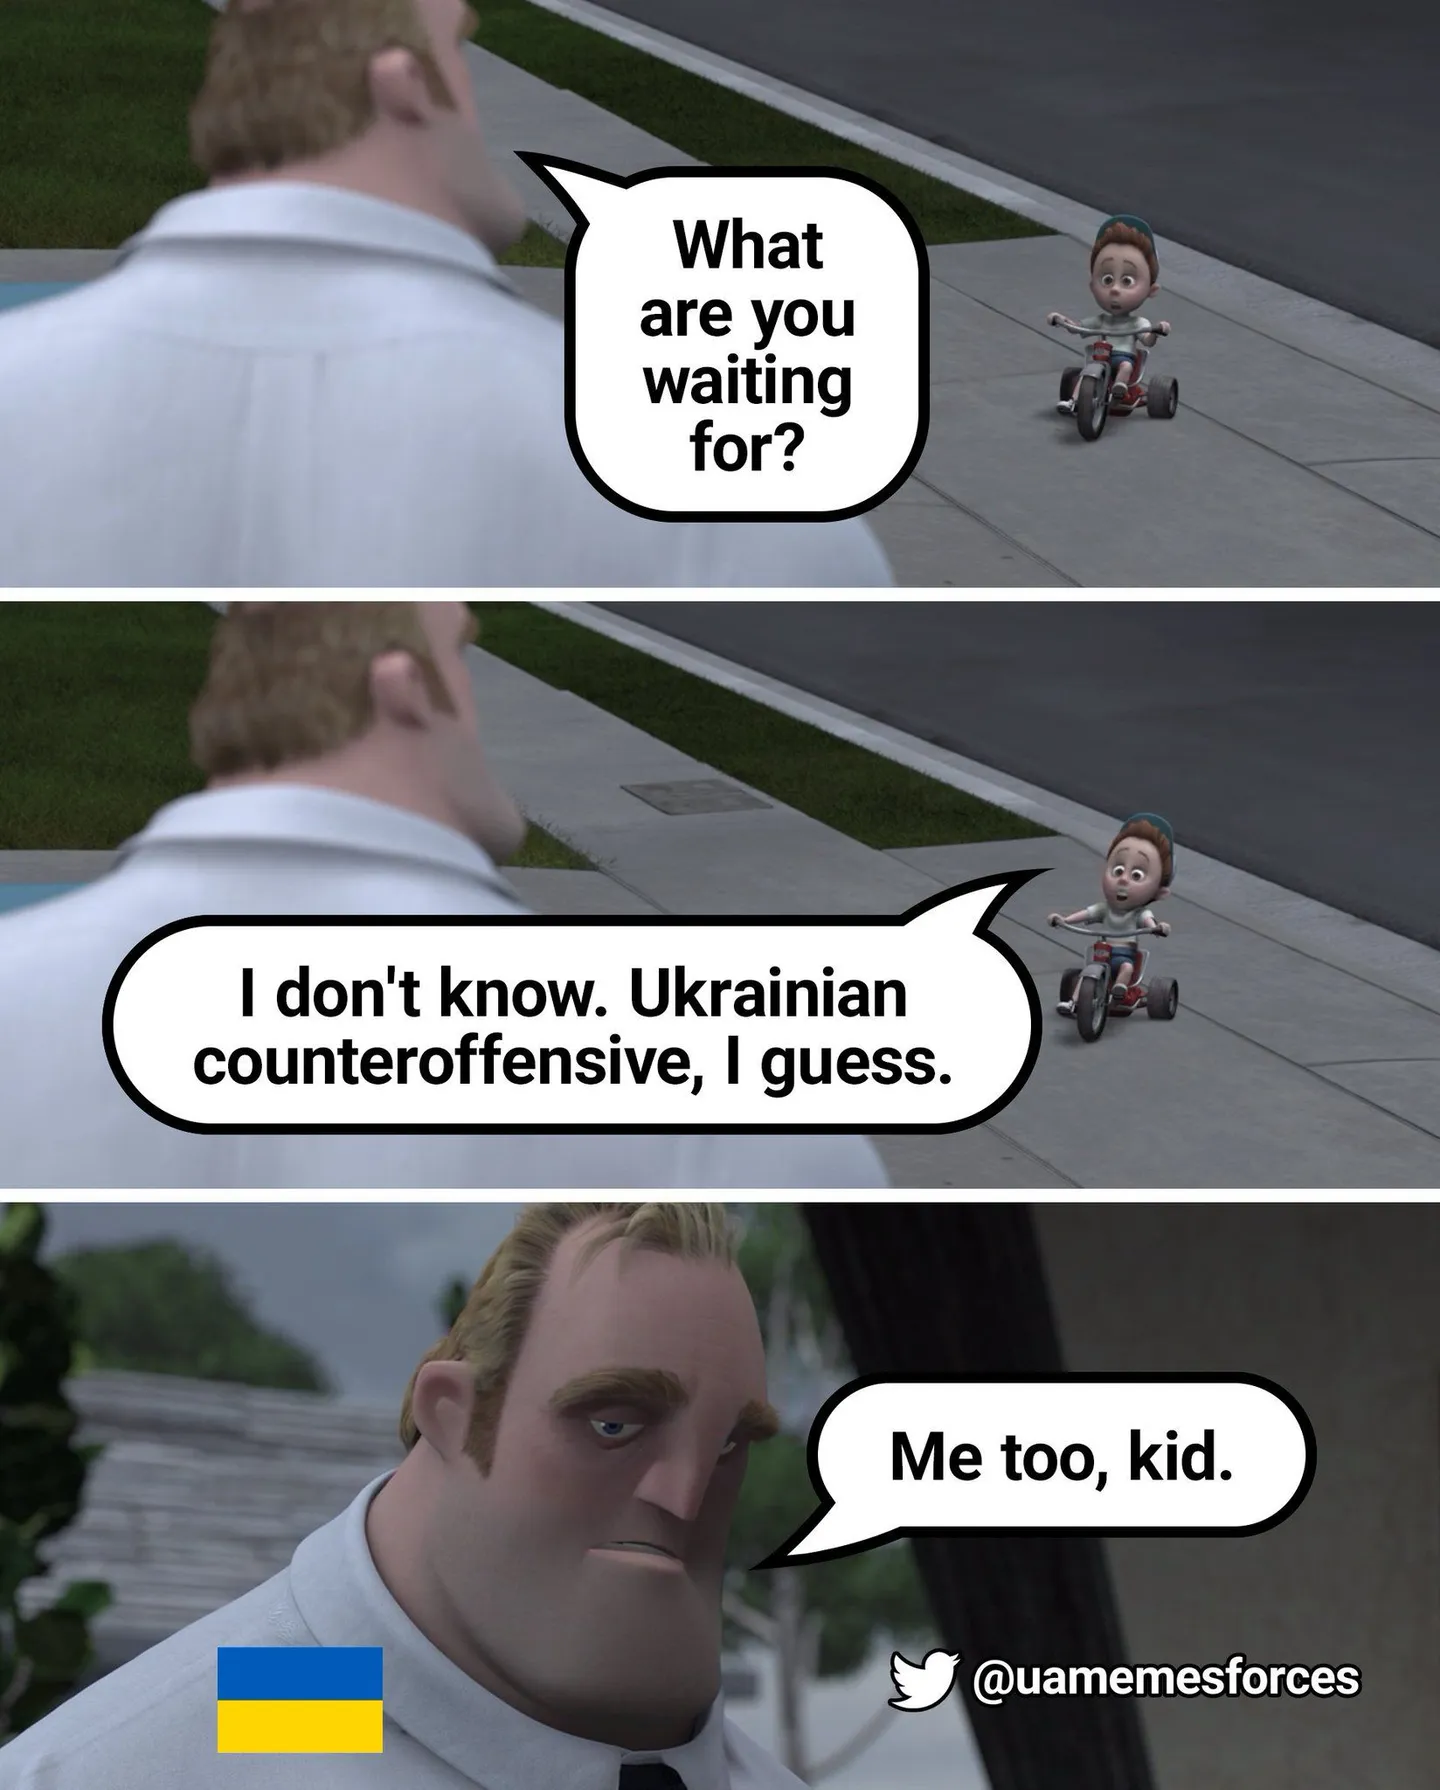 What
are you
waiting
for?
I don't know. Ukrainian
counteroffensive, I guess.
Me too, kid.
@uamemesforces